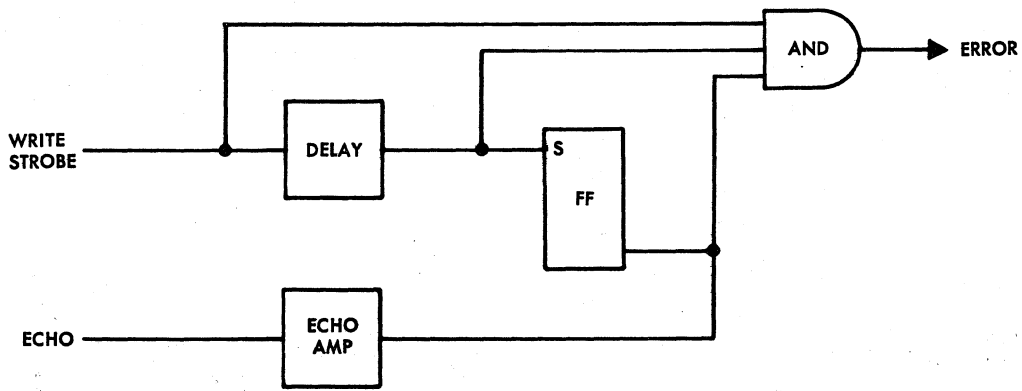 AND
ERROR
WRITE
STROBE
DELAY
S
FF
ECHO
ECHO
AMP